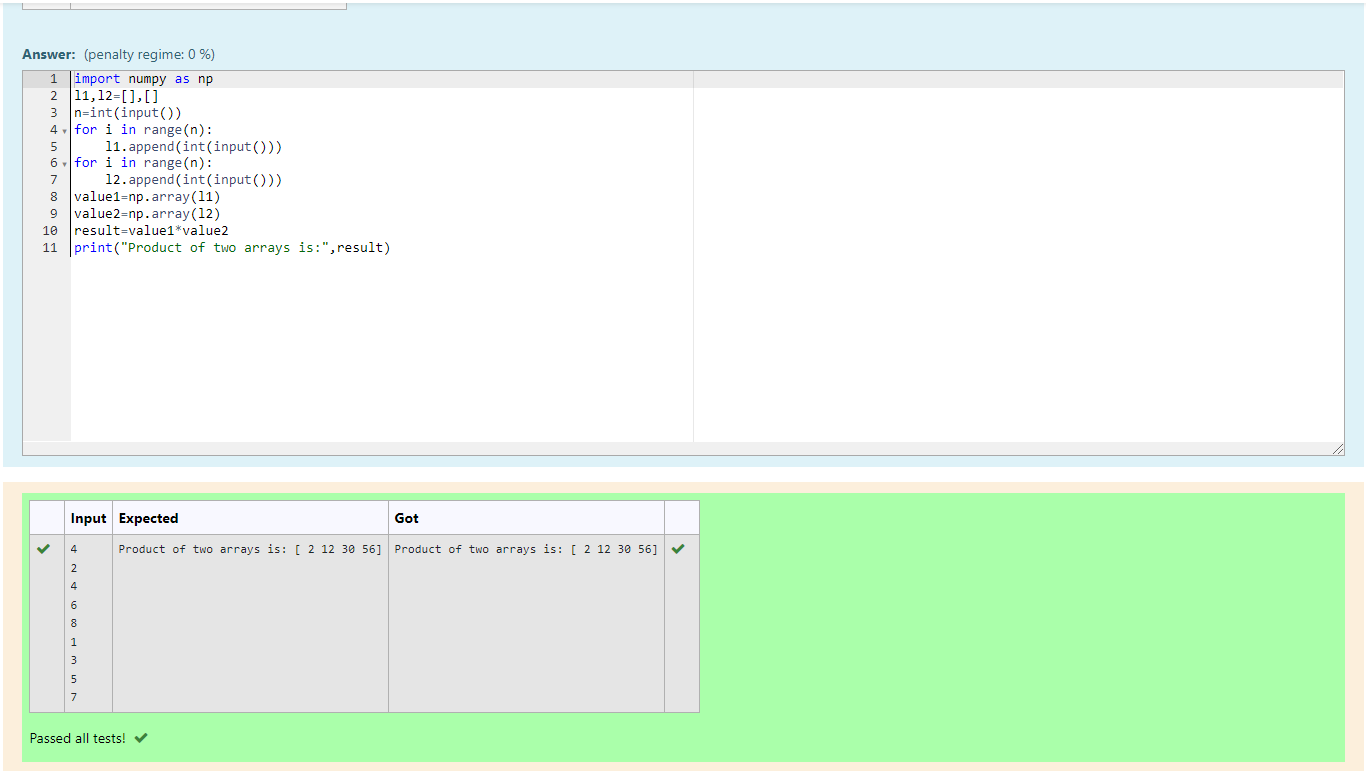 Answer: (penalty regime: 0 %)
1 import numpy as np
2 l1,l2=[],[]
3 n=int(input())
4 for i in range(n):
5     l1.append(int(input()))
6 for i in range(n):
7     l2.append(int(input()))
8 value1=np.array(l1)
9 value2=np.array(l2)
10 result=value1*value2
11 print("Product of two arrays is:",result)
Input Expected Got
4 Product of two arrays is: [ 2 12 30 56] Product of two arrays is: [ 2 12 30 56]
2
4
6
8
1
3
5
7
Passed all tests!